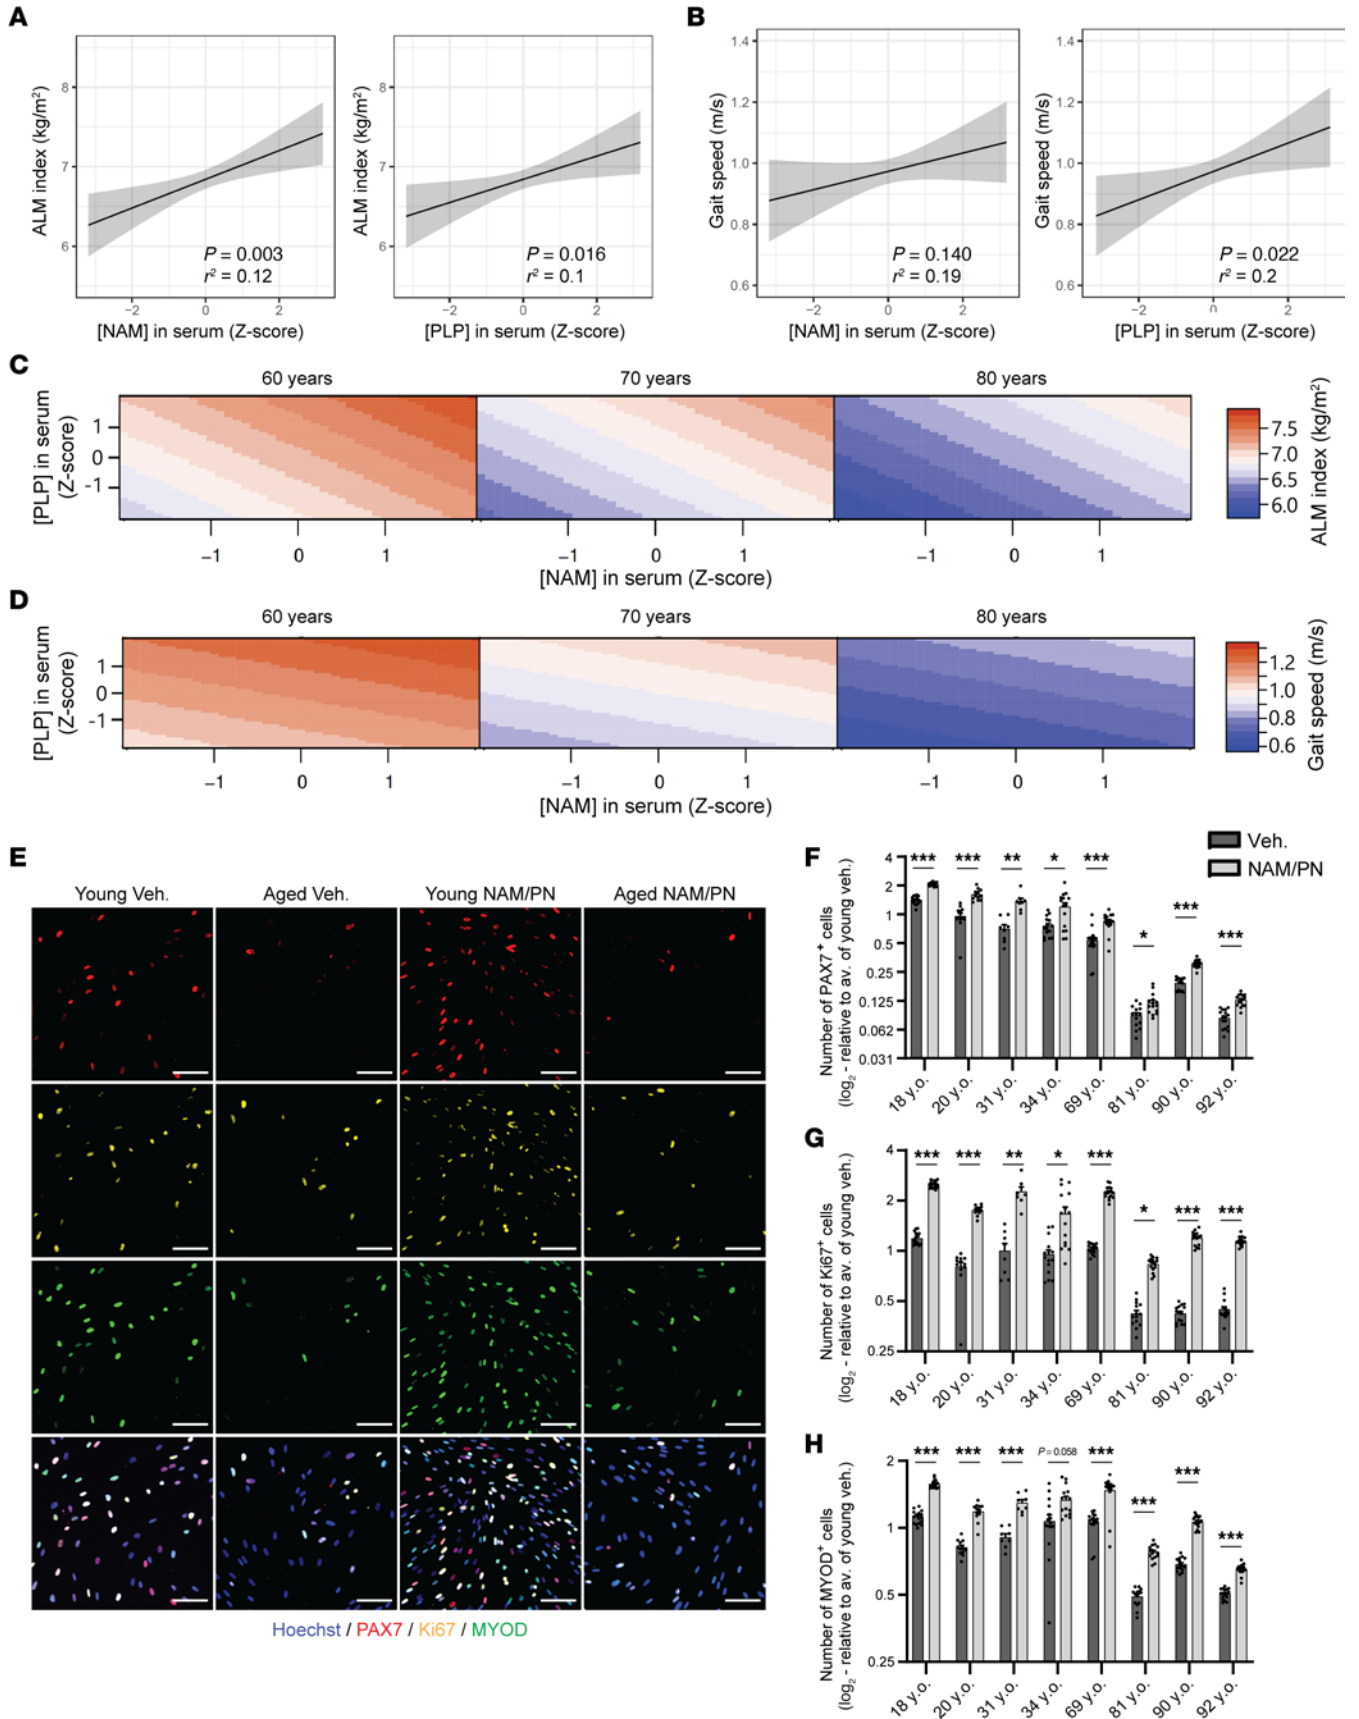 A
ALM index (kg/m²)
8
7
6
P = 0.003
r² = 0.12
−2 0 2
[NAM] in serum (Z-score)
ALM index (kg/m²)
8
7
6
P = 0.016
r² = 0.1
−2 0 2
[PLP] in serum (Z-score)
B
Gait speed (m/s)
1.4
1.2
1.0
0.8
0.6
P = 0.140
r² = 0.19
−2 0 2
[NAM] in serum (Z-score)
Gait speed (m/s)
1.4
1.2
1.0
0.8
0.6
P = 0.022
r² = 0.2
−2 0 2
[PLP] in serum (Z-score)
C
60 years 70 years 80 years
[PLP] in serum
(Z-score)
1
0
-1
−1 0 1 −1 0 1 −1 0 1
[NAM] in serum (Z-score)
7.5
7.0
6.5
6.0
ALM index (kg/m²)
D
60 years 70 years 80 years
[PLP] in serum
(Z-score)
1
0
-1
−1 0 1 −1 0 1 −1 0 1
[NAM] in serum (Z-score)
1.2
1.0
0.8
0.6
Gait speed (m/s)
E
Young Veh. Aged Veh. Young NAM/PN Aged NAM/PN
Hoechst / PAX7 / Ki67 / MYOD
Veh.
NAM/PN
F
Number of PAX7⁺ cells
(log₂ - relative to av. of young veh.)
4
2
1
0.5
0.25
0.125
0.062
0.031
*** *** ** * *** * *** ***
18 y.o. 20 y.o. 31 y.o. 34 y.o. 69 y.o. 81 y.o. 90 y.o. 92 y.o.
G
Number of Ki67⁺ cells
(log₂ - relative to av. of young veh.)
4
2
1
0.5
0.25
*** *** ** * *** * *** ***
18 y.o. 20 y.o. 31 y.o. 34 y.o. 69 y.o. 81 y.o. 90 y.o. 92 y.o.
H
Number of MYOD⁺ cells
(log₂ - relative to av. of young veh.)
2
1
0.5
0.25
*** *** *** P = 0.058 *** *** *** ***
18 y.o. 20 y.o. 31 y.o. 34 y.o. 69 y.o. 81 y.o. 90 y.o. 92 y.o.